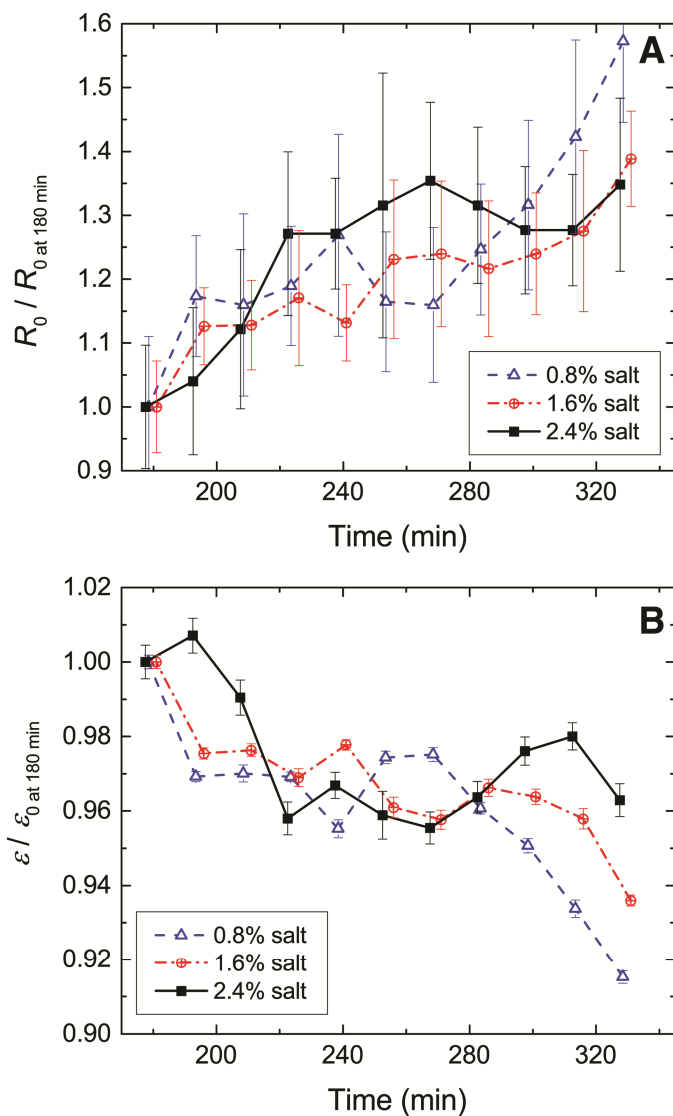 A
1.6
1.5
1.4
1.3
1.2
1.1
1.0
0.9
R0 / R0 at 180 min
0.8% salt
1.6% salt
2.4% salt
200 240 280 320
Time (min)
B
1.02
1.00
0.98
0.96
0.94
0.92
0.90
ε / ε0 at 180 min
0.8% salt
1.6% salt
2.4% salt
200 240 280 320
Time (min)